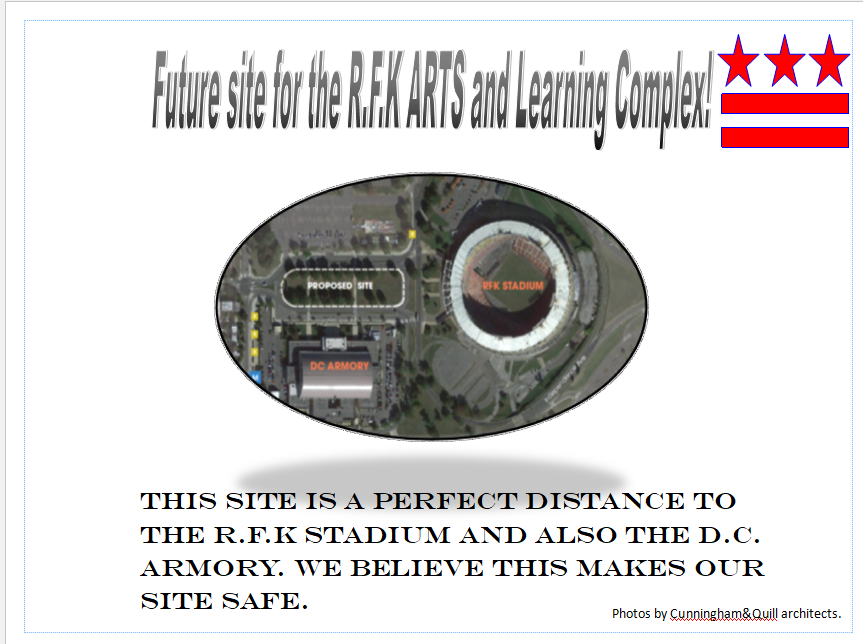 Future site for the R.F.K ARTS and Learning Complex!
PROPOSED SITE
RFK STADIUM
DC ARMORY
THIS SITE IS A PERFECT DISTANCE TO
THE R.F.K STADIUM AND ALSO THE D.C.
ARMORY. WE BELIEVE THIS MAKES OUR
SITE SAFE.
Photos by Cunningham&Quill architects.